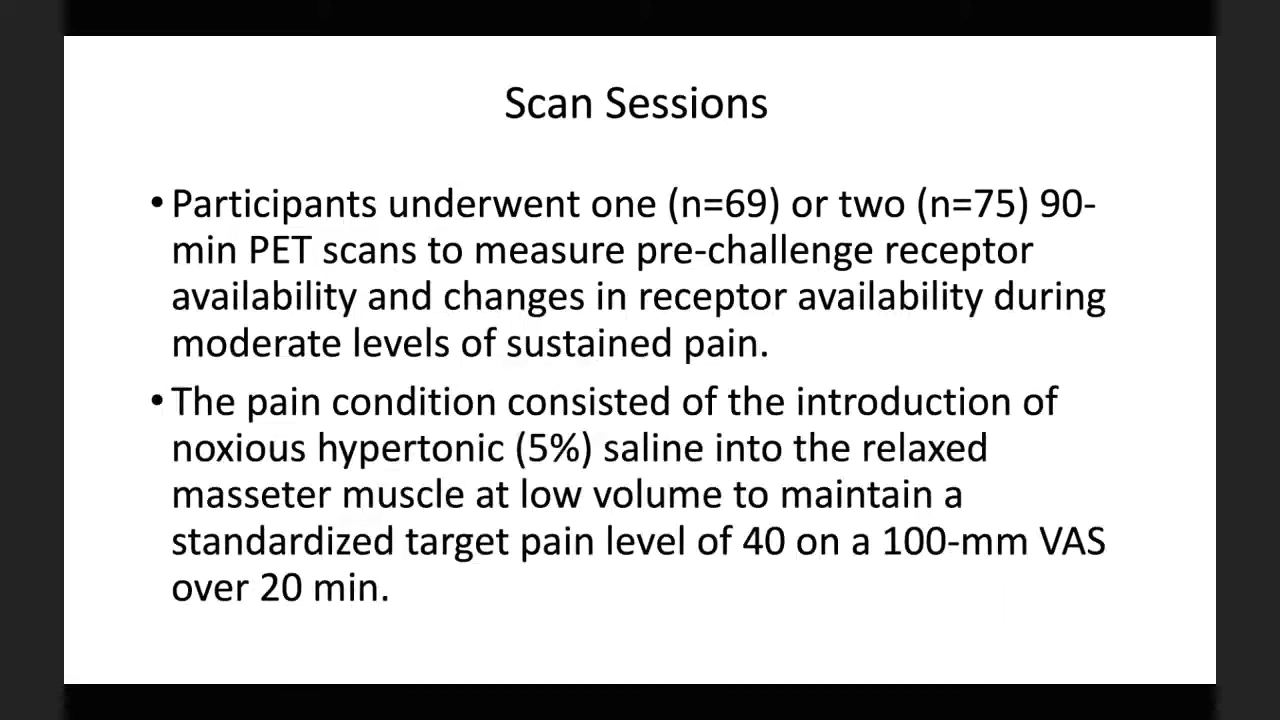 Scan Sessions
• Participants underwent one (n=69) or two (n=75) 90-
min PET scans to measure pre-challenge receptor
availability and changes in receptor availability during
moderate levels of sustained pain.
• The pain condition consisted of the introduction of
noxious hypertonic (5%) saline into the relaxed
masseter muscle at low volume to maintain a
standardized target pain level of 40 on a 100-mm VAS
over 20 min.